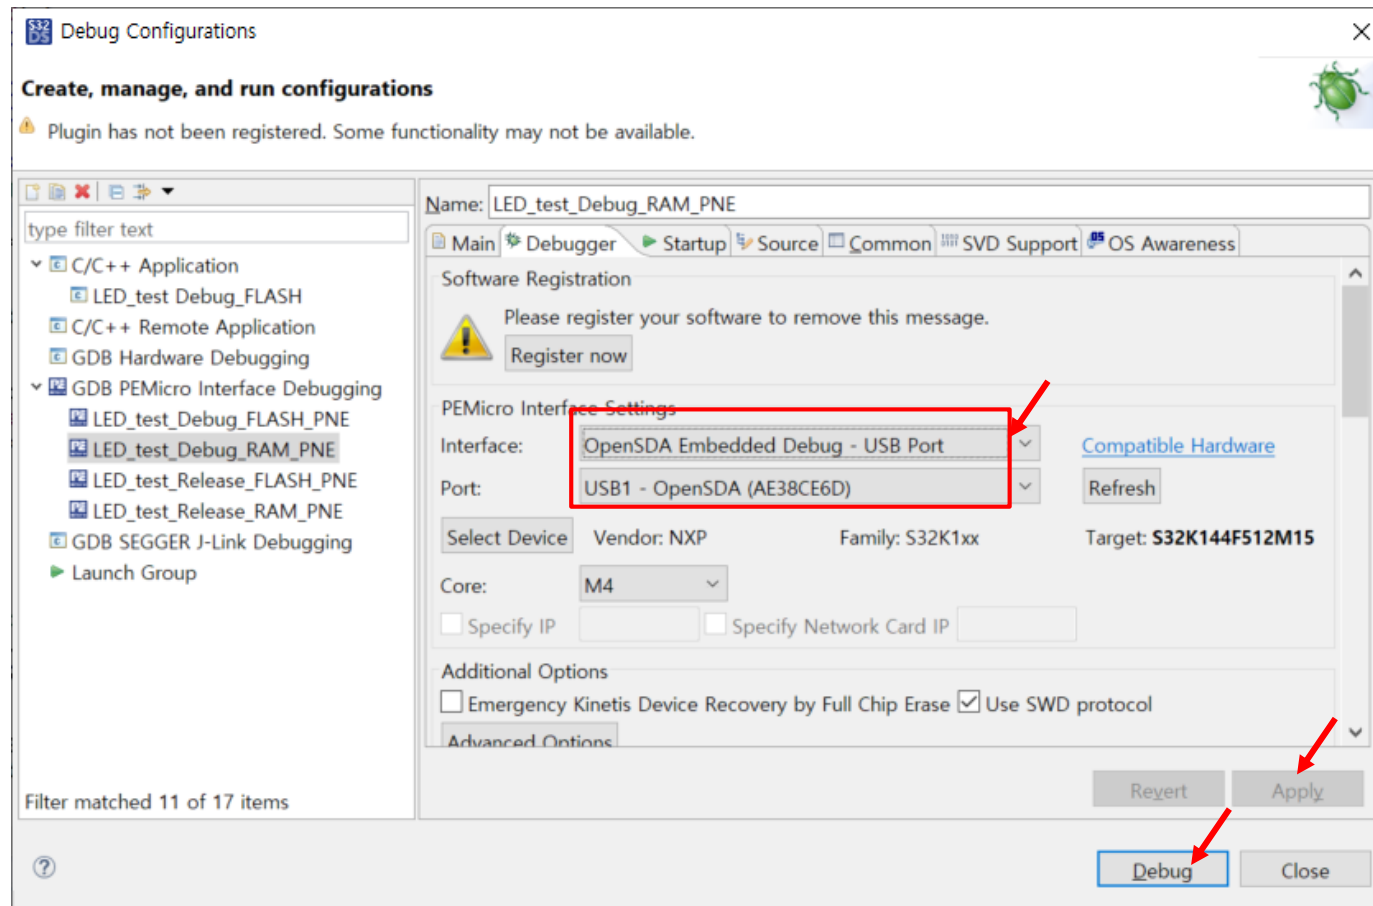 S32
DS
Debug Configurations
Create, manage, and run configurations
Plugin has not been registered. Some functionality may not be available.
type filter text
C/C++ Application
LED_test Debug_FLASH
C/C++ Remote Application
GDB Hardware Debugging
GDB PEMicro Interface Debugging
LED_test_Debug_FLASH_PNE
LED_test_Debug_RAM_PNE
LED_test_Release_FLASH_PNE
LED_test_Release_RAM_PNE
GDB SEGGER J-Link Debugging
Launch Group
Filter matched 11 of 17 items
Name: LED_test_Debug_RAM_PNE
Main Debugger Startup Source Common SVD Support OS Awareness
Software Registration
Please register your software to remove this message.
Register now
PEMicro Interface Settings
Interface: OpenSDA Embedded Debug - USB Port Compatible Hardware
Port: USB1 - OpenSDA (AE38CE6D) Refresh
Select Device Vendor: NXP Family: S32K1xx Target: S32K144F512M15
Core: M4
Specify IP Specify Network Card IP
Additional Options
Emergency Kinetis Device Recovery by Full Chip Erase Use SWD protocol
Advanced Options
Revert Apply
Debug Close